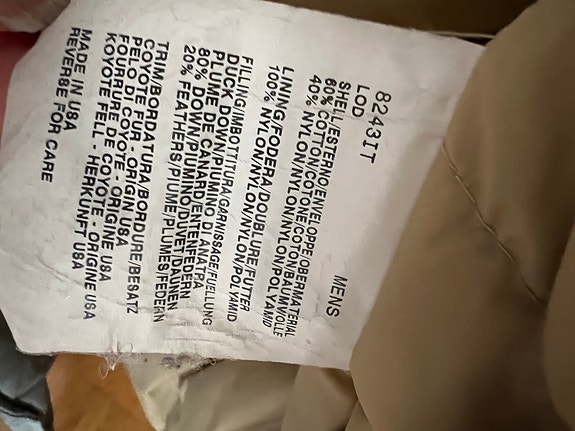 8243IT
LOD MENS
SHELL/ESTERNO/ENVELOPPE/OBERMATERIAL
60% COTTON/COTONE/COTON/BAUMWOLLE
40% NYLON/NYLON/NYLON/POLYAMID
LINING/FODERA/DOUBLURE/FUTTER
100% NYLON/NYLON/NYLON/POLYAMID
FILLING/IMBOTTITURA/GARNISSAGE/FUELLUNG
DUCK DOWN/PIUMINO DI ANATRA
PLUME DE CANARD/ENTENFEDERN
80% DOWN/PIUMINO/DUVET/DAUNEN
20% FEATHERS/PIUME/PLUMES/FEDERN
TRIM/BORDATURA/BORDURE/BESATZ
COYOTE FUR - ORIGIN USA
PELO DI COYOTE - ORIGINE USA
FOURRURE DE COYOTE - ORIGINE USA
KOYOTE FELL - HERKUNFT USA
MADE IN USA
REVERSE FOR CARE